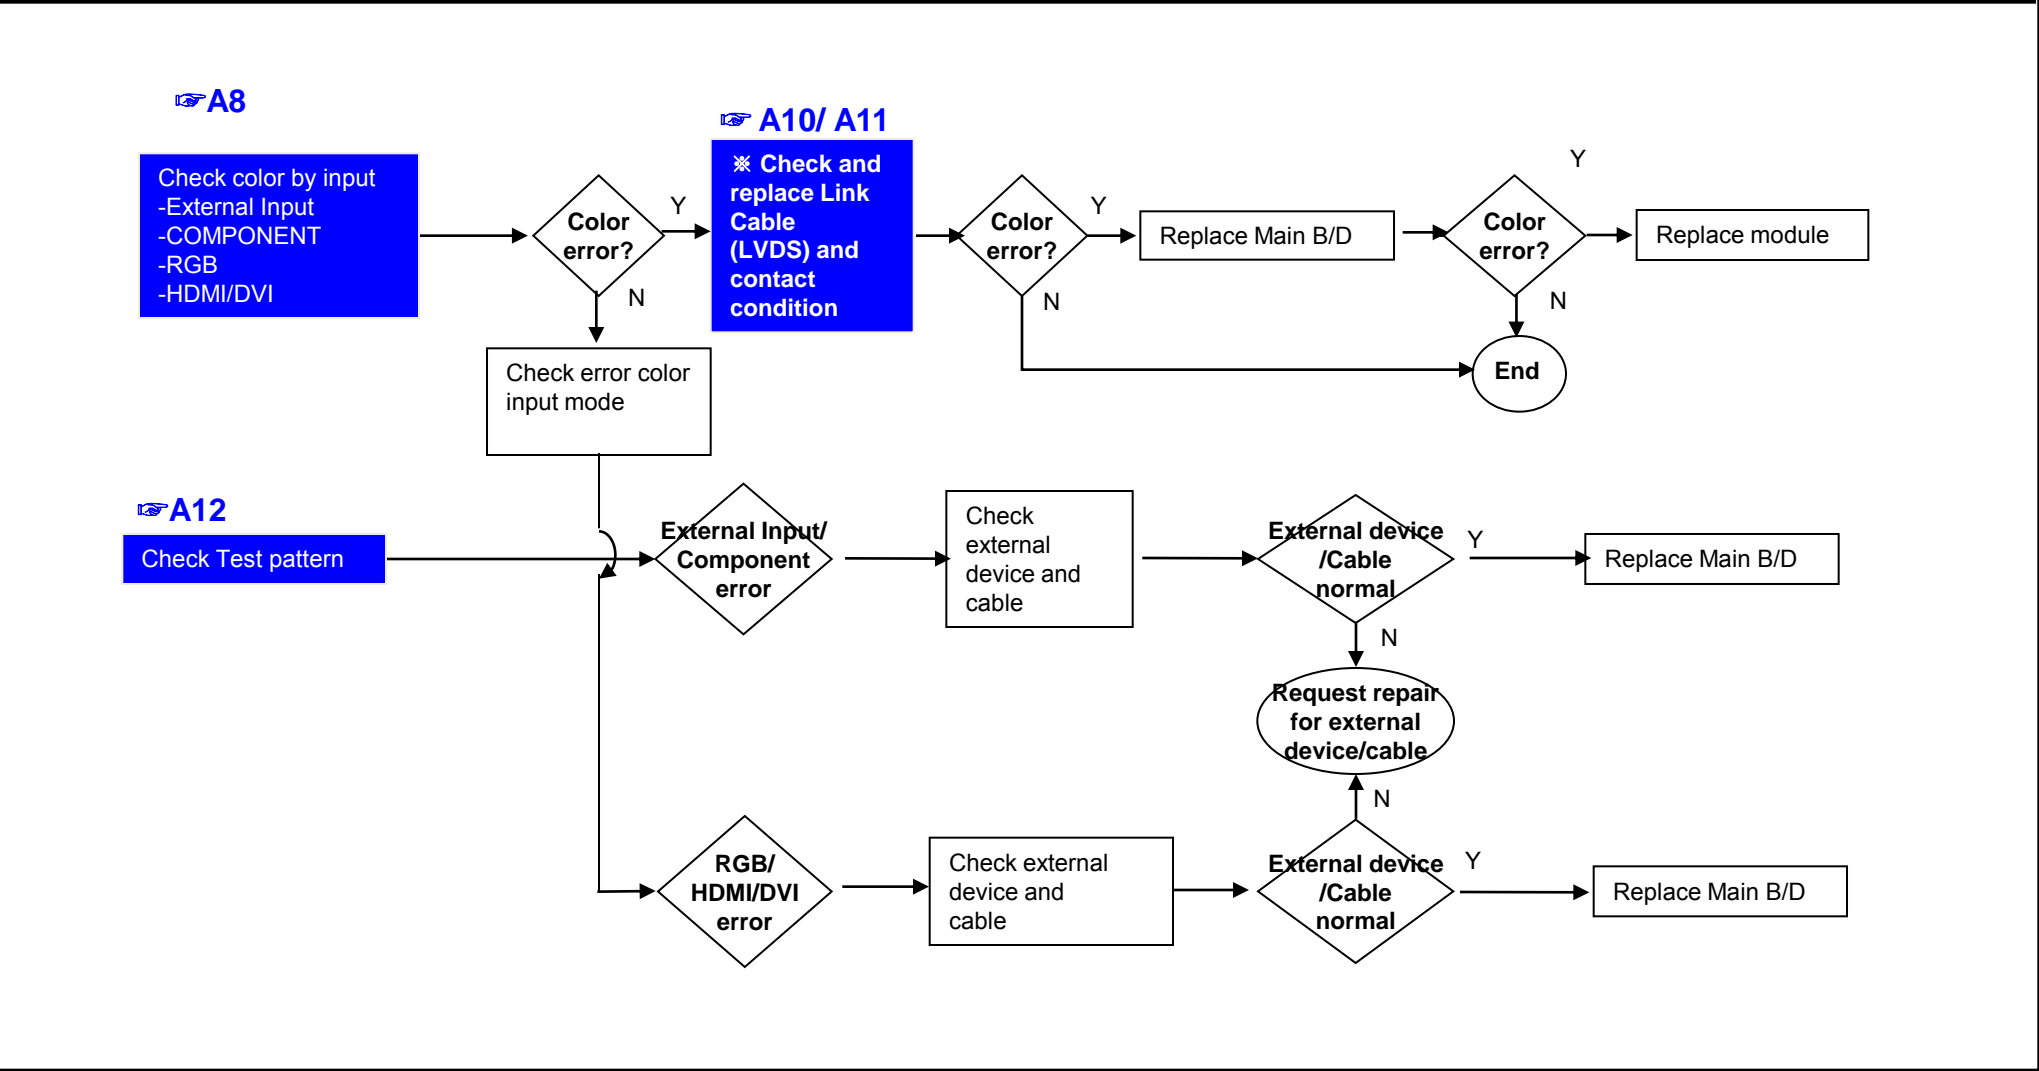 ☞A8
Check color by input
-External Input
-COMPONENT
-RGB
-HDMI/DVI
Color
error?
Y
N
☞ A10/ A11
※ Check and
replace Link
Cable
(LVDS) and
contact
condition
Color
error?
Y
N
Replace Main B/D
Color
error?
Y
N
Replace module
End
Check error color
input mode
☞A12
Check Test pattern
External Input/
Component
error
Check
external
device and
cable
External device
/Cable
normal
Y
N
Replace Main B/D
Request repair
for external
device/cable
RGB/
HDMI/DVI
error
Check external
device and
cable
N
External device
/Cable
normal
Y
Replace Main B/D